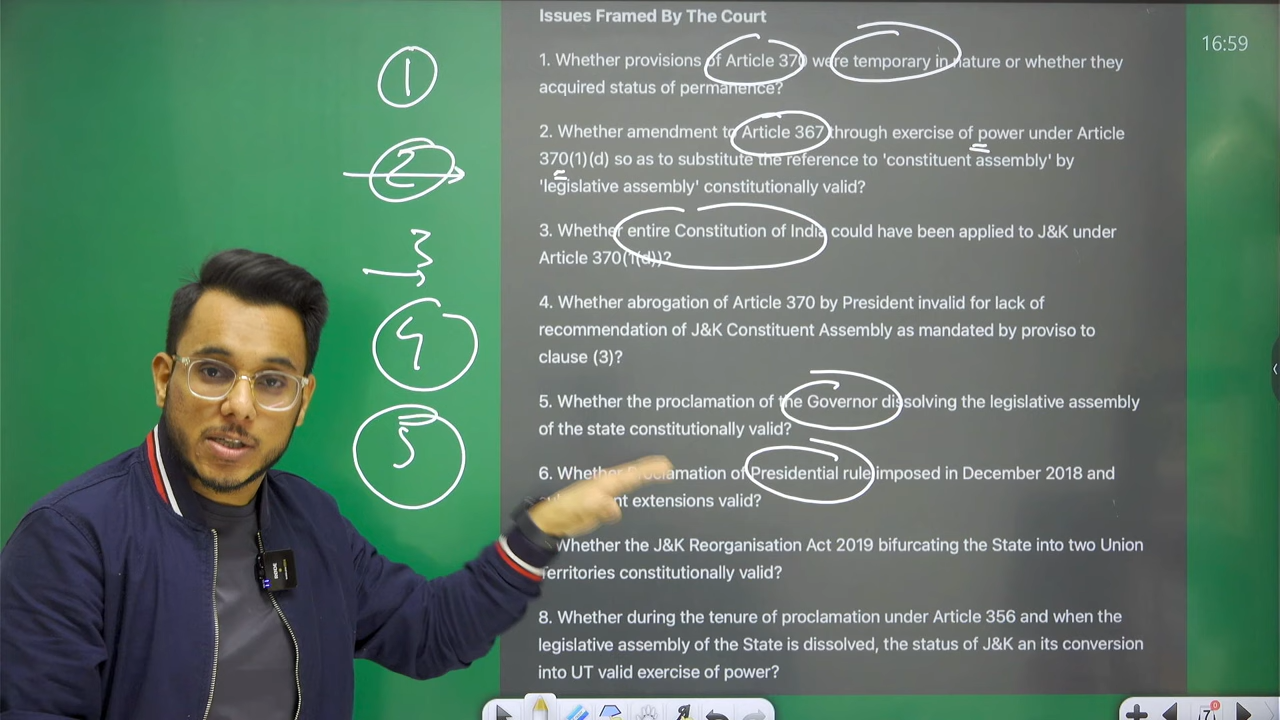 Issues Framed By The Court
16:59
1. Whether provisions of Article 370 were temporary in nature or whether they
acquired status of permanence?
2. Whether amendment to Article 367 through exercise of power under Article
370(1)(d) so as to substitute the reference to 'constituent assembly' by
'legislative assembly' constitutionally valid?
3. Whether entire Constitution of India could have been applied to J&K under
Article 370(1(d))?
4. Whether abrogation of Article 370 by President invalid for lack of
recommendation of J&K Constituent Assembly as mandated by proviso to
clause (3)?
5. Whether the proclamation of the Governor dissolving the legislative assembly
of the state constitutionally valid?
6. Whether Proclamation of Presidential rule imposed in December 2018 and
extensions valid?
Whether the J&K Reorganisation Act 2019 bifurcating the State into two Union
Territories constitutionally valid?
8. Whether during the tenure of proclamation under Article 356 and when the
legislative assembly of the State is dissolved, the status of J&K an its conversion
into UT valid exercise of power?
1
2
3
4
5
7